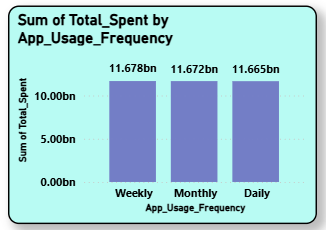 Sum of Total_Spent by
App_Usage_Frequency
11.678bn 11.672bn 11.665bn
10.00bn
5.00bn
0.00bn
Sum of Total_Spent
Weekly Monthly Daily
App_Usage_Frequency